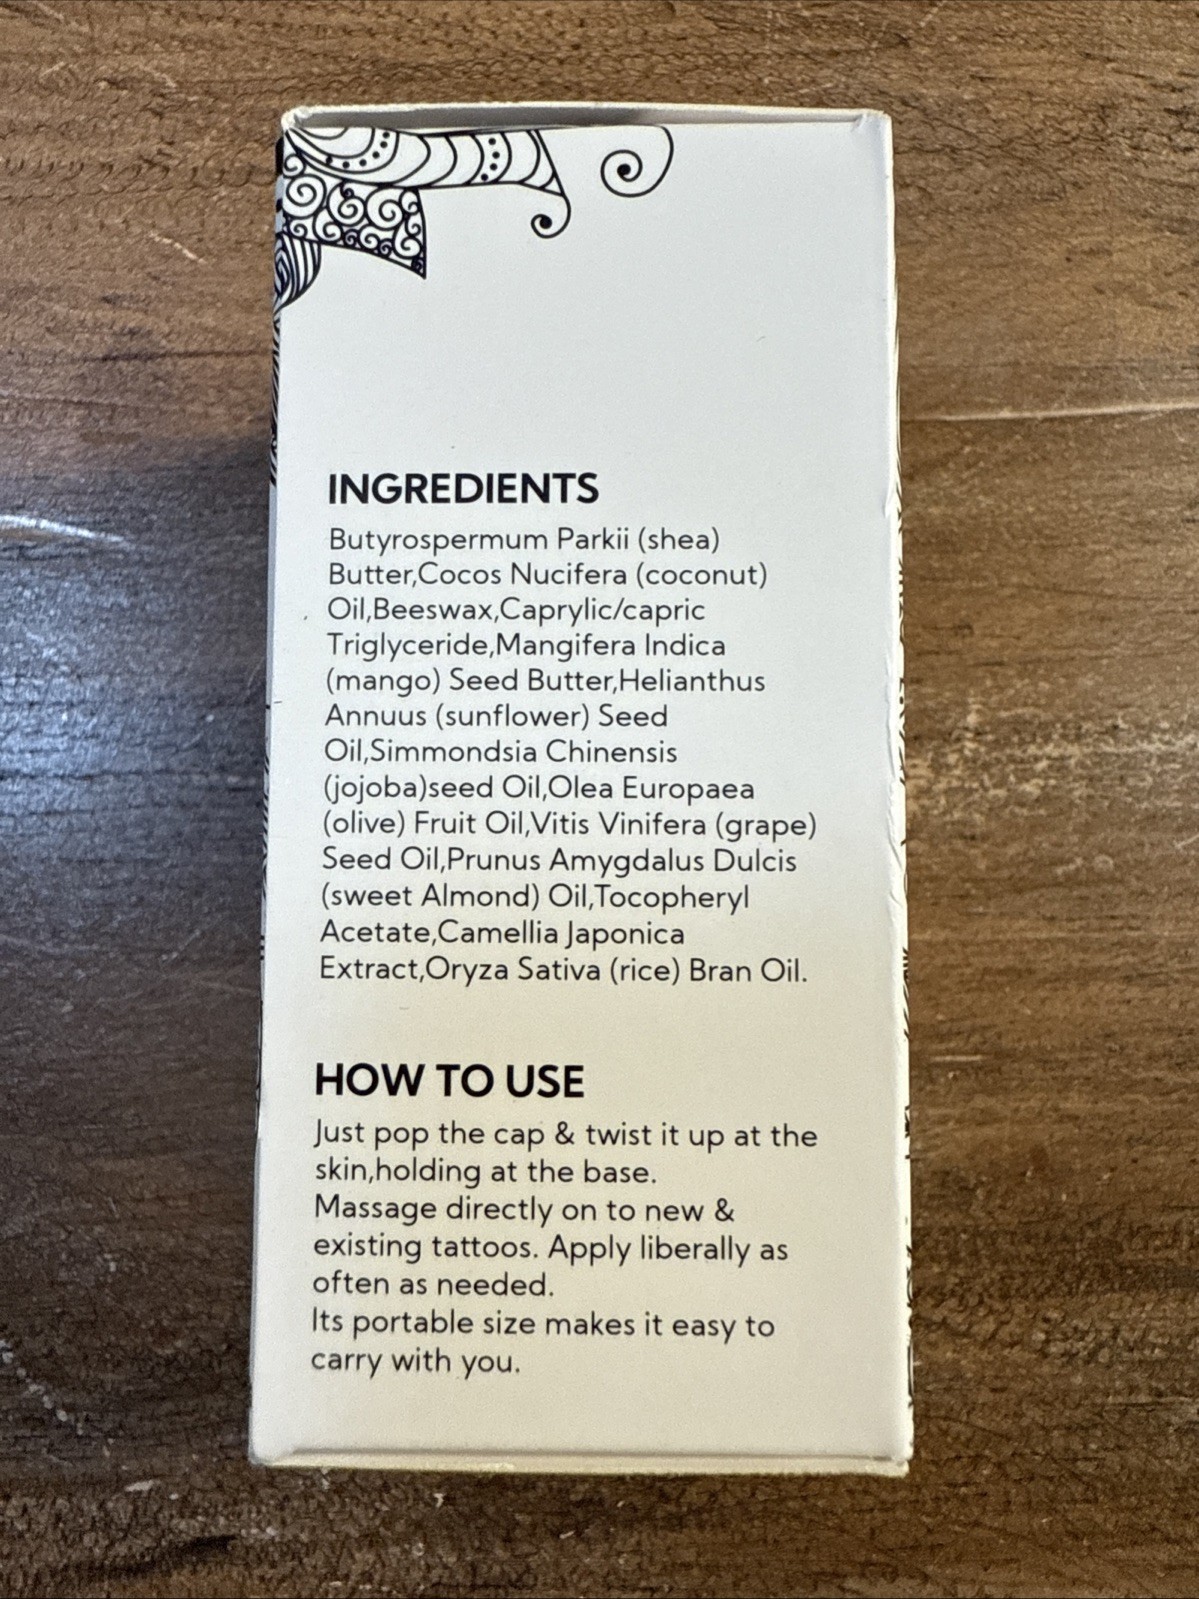 INGREDIENTS
Butyrospermum Parkii (shea)
Butter,Cocos Nucifera (coconut)
Oil,Beeswax,Caprylic/capric
Triglyceride,Mangifera Indica
(mango) Seed Butter,Helianthus
Annuus (sunflower) Seed
Oil,Simmondsia Chinensis
(jojoba)seed Oil,Olea Europaea
(olive) Fruit Oil,Vitis Vinifera (grape)
Seed Oil,Prunus Amygdalus Dulcis
(sweet Almond) Oil,Tocopheryl
Acetate,Camellia Japonica
Extract,Oryza Sativa (rice) Bran Oil.
HOW TO USE
Just pop the cap & twist it up at the
skin,holding at the base.
Massage directly on to new &
existing tattoos. Apply liberally as
often as needed.
Its portable size makes it easy to
carry with you.